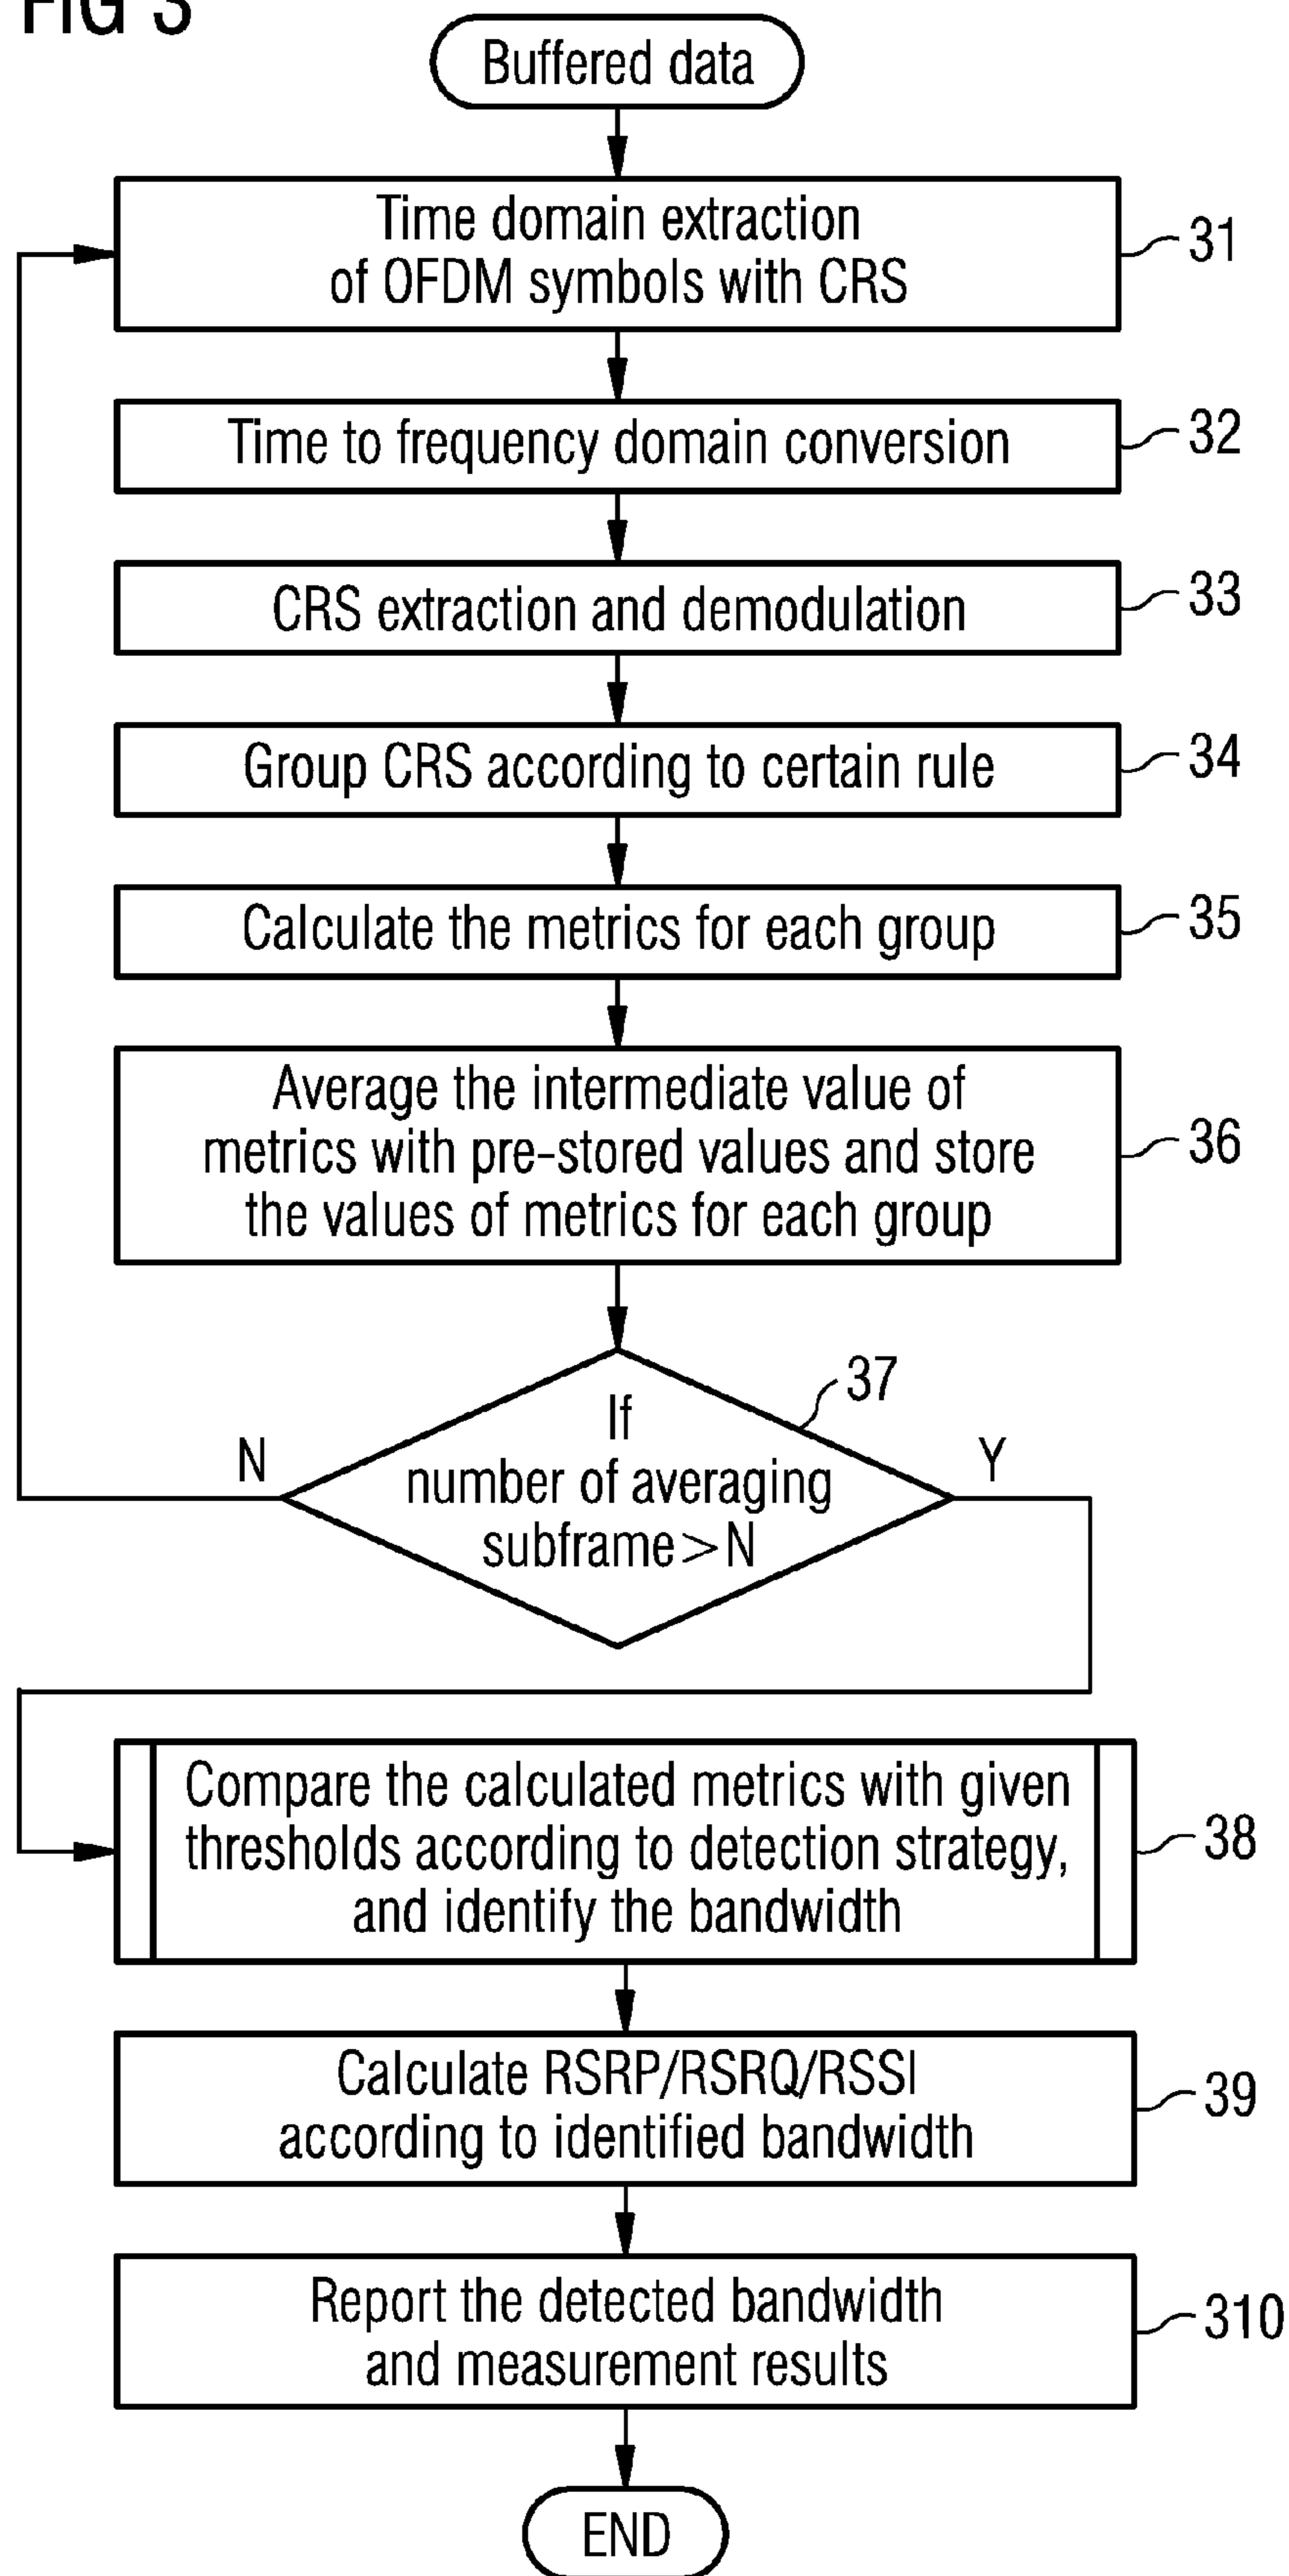 FIG 3
Buffered data
Time domain extraction
of OFDM symbols with CRS
31
Time to frequency domain conversion
32
CRS extraction and demodulation
33
Group CRS according to certain rule
34
Calculate the metrics for each group
35
Average the intermediate value of
metrics with pre-stored values and store
the values of metrics for each group
36
37
If
number of averaging
subframe>N
N
Y
Compare the calculated metrics with given
thresholds according to detection strategy,
and identify the bandwidth
38
Calculate RSRP/RSRQ/RSSI
according to identified bandwidth
39
Report the detected bandwidth
and measurement results
310
END